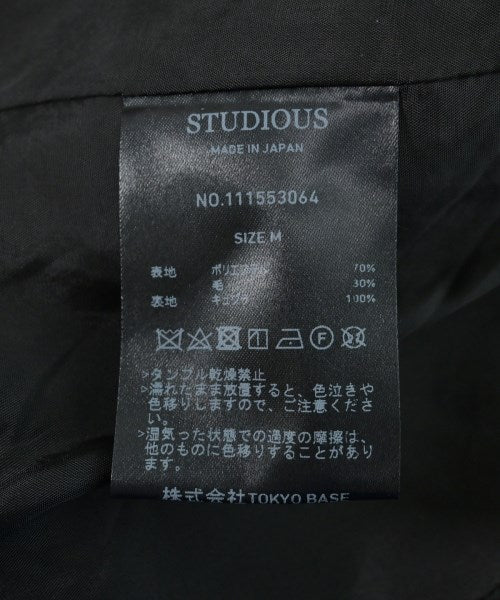 STUDIOUS
MADE IN JAPAN
NO.111553064
SIZE M
表地 ポリエステル 70%
毛 30%
裏地 キュプラ 100%
>タンブル乾燥禁止
>濡れたまま放置すると、色泣きや
色移りしますので、ご注意くださ
い。
>湿気った状態での過度の摩擦は、
他のものに色移りすることがあり
ます。
株式会社TOKYO BASE